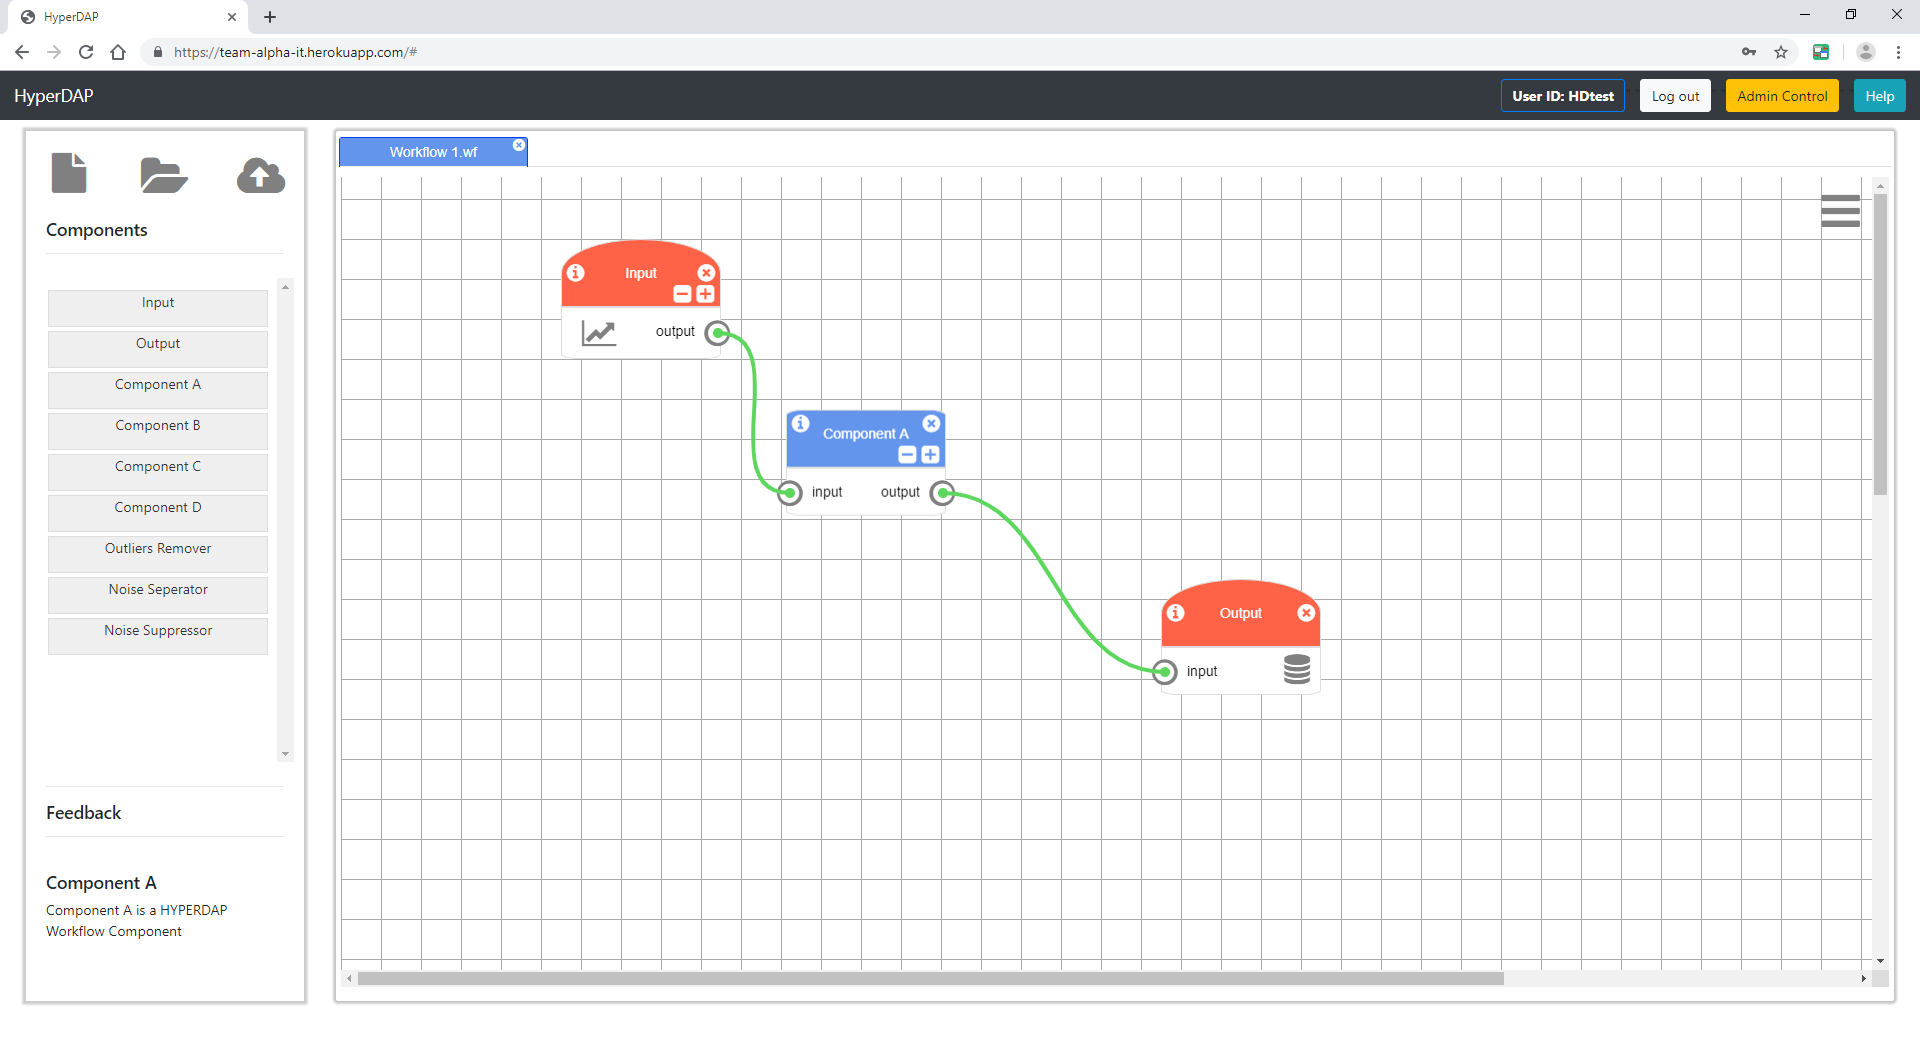 HyperDAP
https://team-alpha-it.herokuapp.com/#
HyperDAP
User ID: HDtest
Log out
Admin Control
Help
Components
Input
Output
Component A
Component B
Component C
Component D
Outliers Remover
Noise Seperator
Noise Suppressor
Feedback
Component A
Component A is a HYPERDAP
Workflow Component
Workflow 1.wf
Input
output
Component A
input
output
Output
input